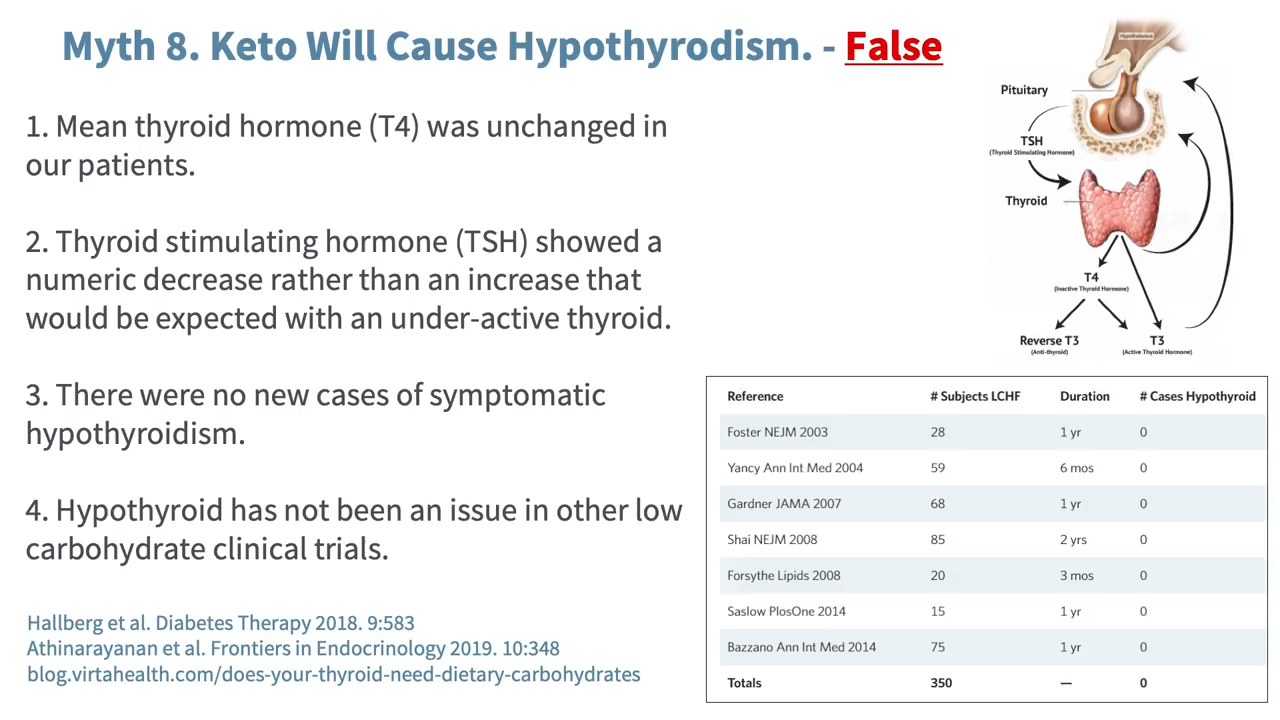 Myth 8. Keto Will Cause Hypothyrodism. - False
1. Mean thyroid hormone (T4) was unchanged in
our patients.
2. Thyroid stimulating hormone (TSH) showed a
numeric decrease rather than an increase that
would be expected with an under-active thyroid.
3. There were no new cases of symptomatic
hypothyroidism.
4. Hypothyroid has not been an issue in other low
carbohydrate clinical trials.
Hallberg et al. Diabetes Therapy 2018. 9:583
Athinarayanan et al. Frontiers in Endocrinology 2019. 10:348
blog.virtahealth.com/does-your-thyroid-need-dietary-carbohydrates
Hypothalamus
Pituitary
TSH
(Thyroid Stimulating Hormone)
Thyroid
T4
(Inactive Thyroid Hormone)
Reverse T3 T3
(Anti-thyroid) (Active Thyroid Hormone)
Reference # Subjects LCHF Duration # Cases Hypothyroid
Foster NEJM 2003 28 1 yr 0
Yancy Ann Int Med 2004 59 6 mos 0
Gardner JAMA 2007 68 1 yr 0
Shai NEJM 2008 85 2 yrs 0
Forsythe Lipids 2008 20 3 mos 0
Saslow PlosOne 2014 15 1 yr 0
Bazzano Ann Int Med 2014 75 1 yr 0
Totals 350 — 0